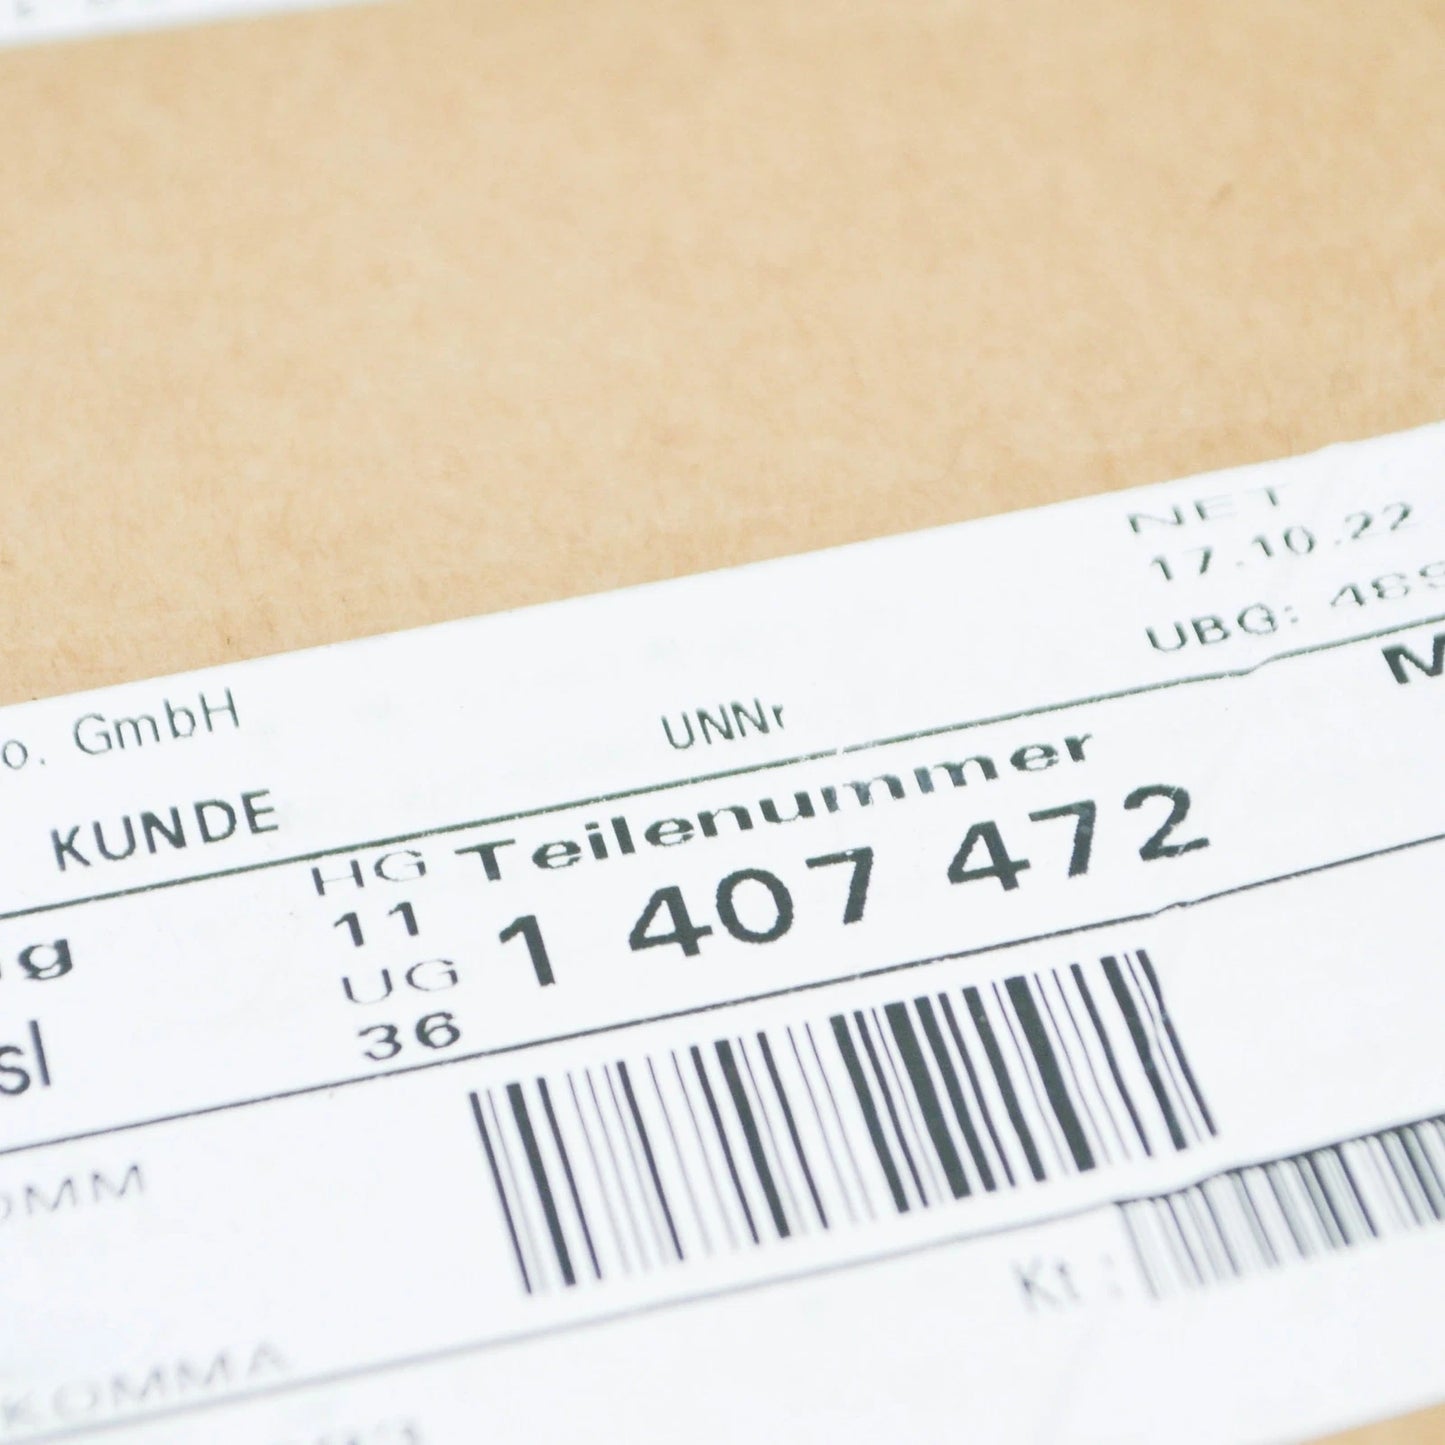 NET
17.10.22
UBG:
o. GmbH
UNNr
KUNDE
HG Teilenummer
11 1 407 472
UG
36
sl
OMM
Kt:
KOMMA